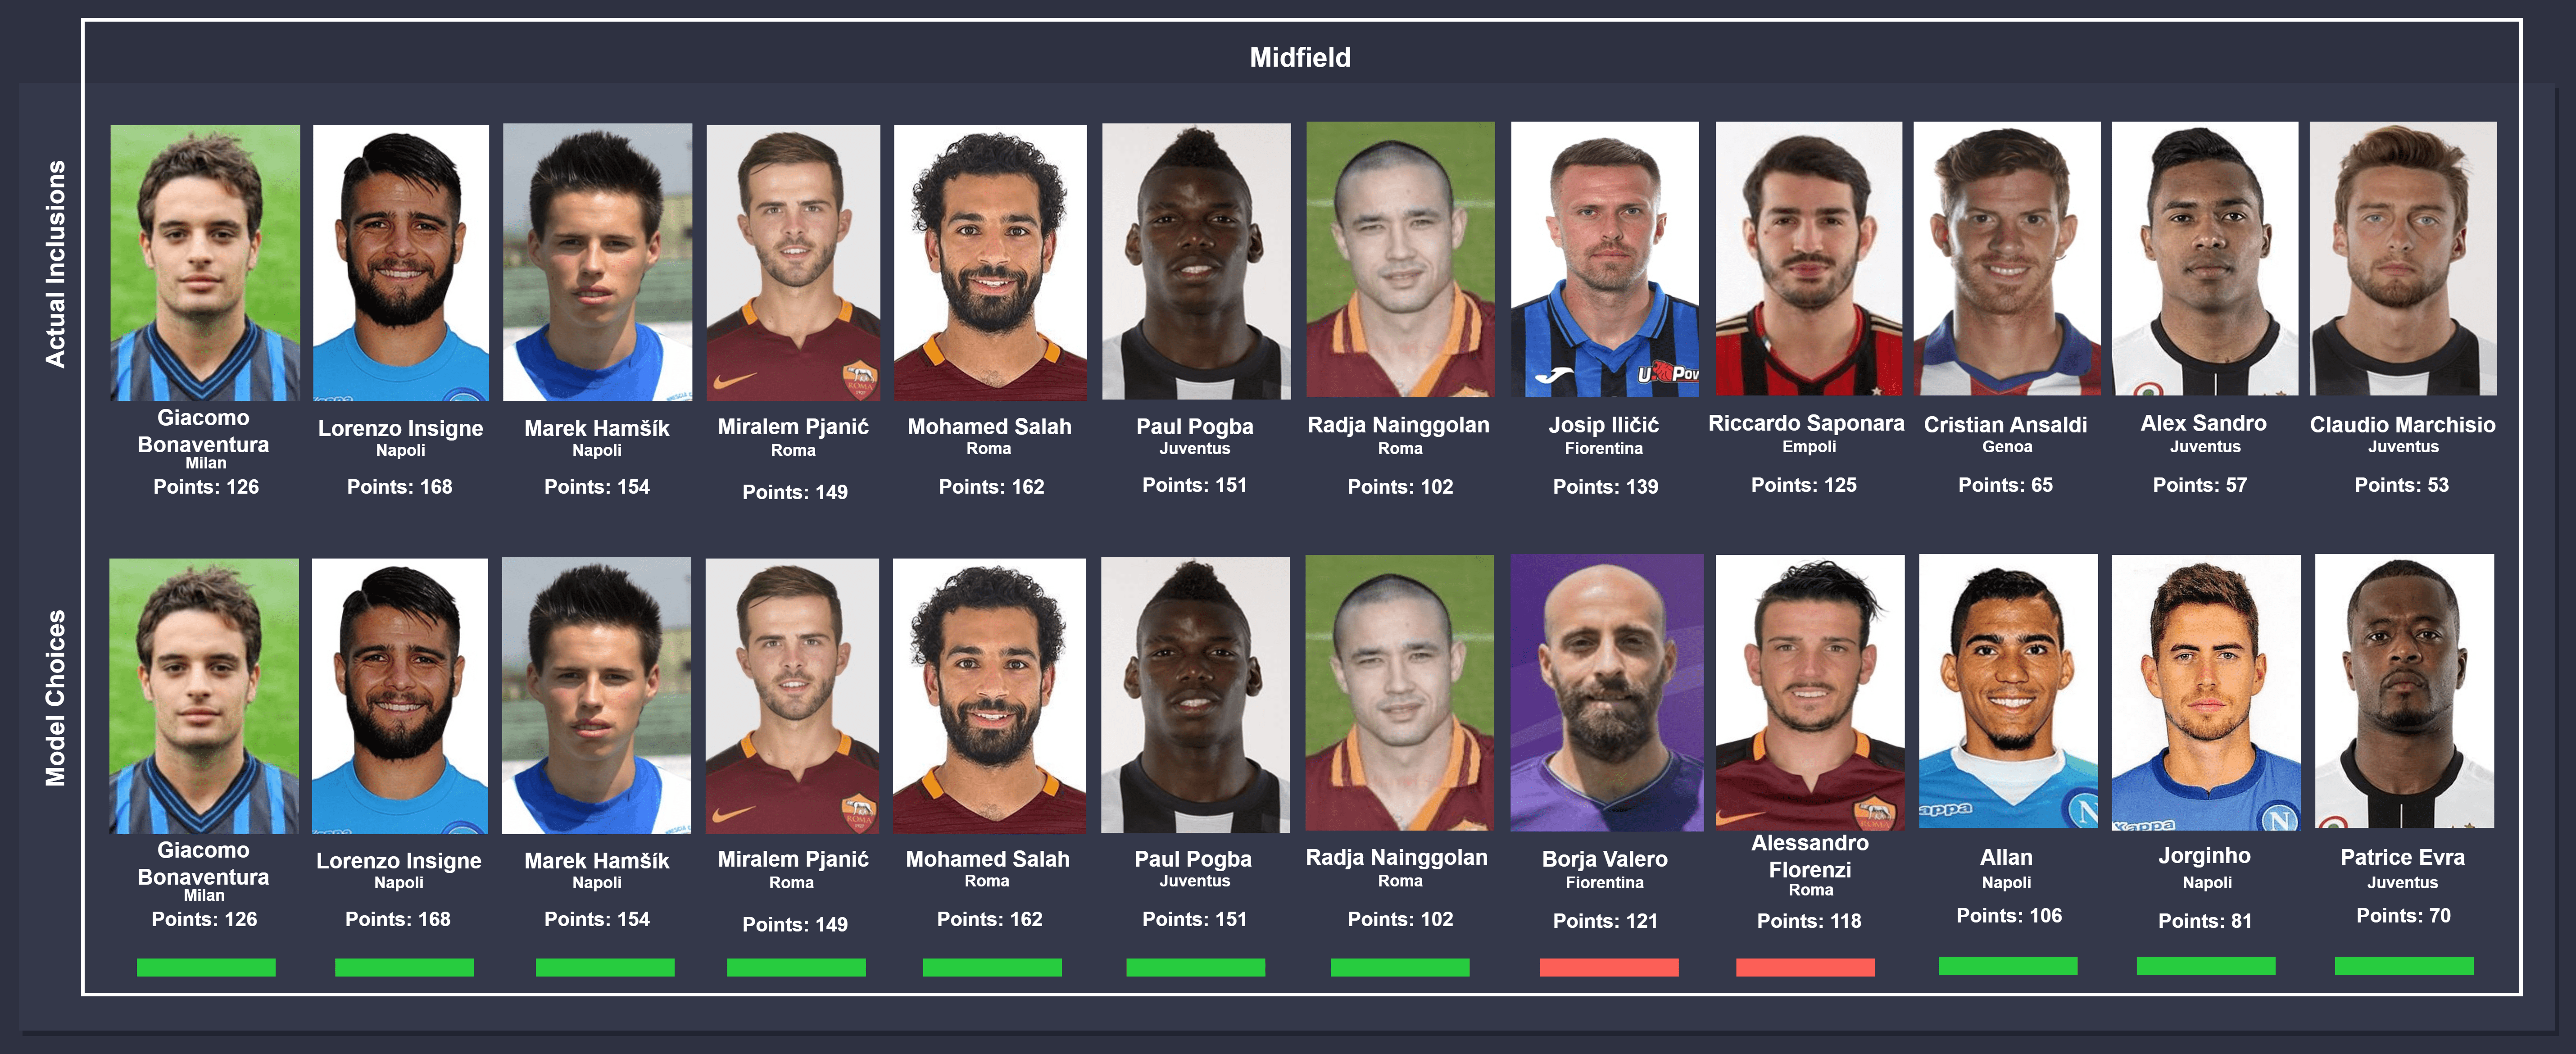 Midfield
Actual Inclusions
Giacomo
Bonaventura
Milan
Points: 126
Lorenzo Insigne
Napoli
Points: 168
Marek Hamšík
Napoli
Points: 154
Miralem Pjanić
Roma
Points: 149
Mohamed Salah
Roma
Points: 162
Paul Pogba
Juventus
Points: 151
Radja Nainggolan
Roma
Points: 102
Josip Iličić
Fiorentina
Points: 139
Riccardo Saponara
Empoli
Points: 125
Cristian Ansaldi
Genoa
Points: 65
Alex Sandro
Juventus
Points: 57
Claudio Marchisio
Juventus
Points: 53
Model Choices
Giacomo
Bonaventura
Milan
Points: 126
Lorenzo Insigne
Napoli
Points: 168
Marek Hamšík
Napoli
Points: 154
Miralem Pjanić
Roma
Points: 149
Mohamed Salah
Roma
Points: 162
Paul Pogba
Juventus
Points: 151
Radja Nainggolan
Roma
Points: 102
Borja Valero
Fiorentina
Points: 121
Alessandro
Florenzi
Roma
Points: 118
Allan
Napoli
Points: 106
Jorginho
Napoli
Points: 81
Patrice Evra
Juventus
Points: 70